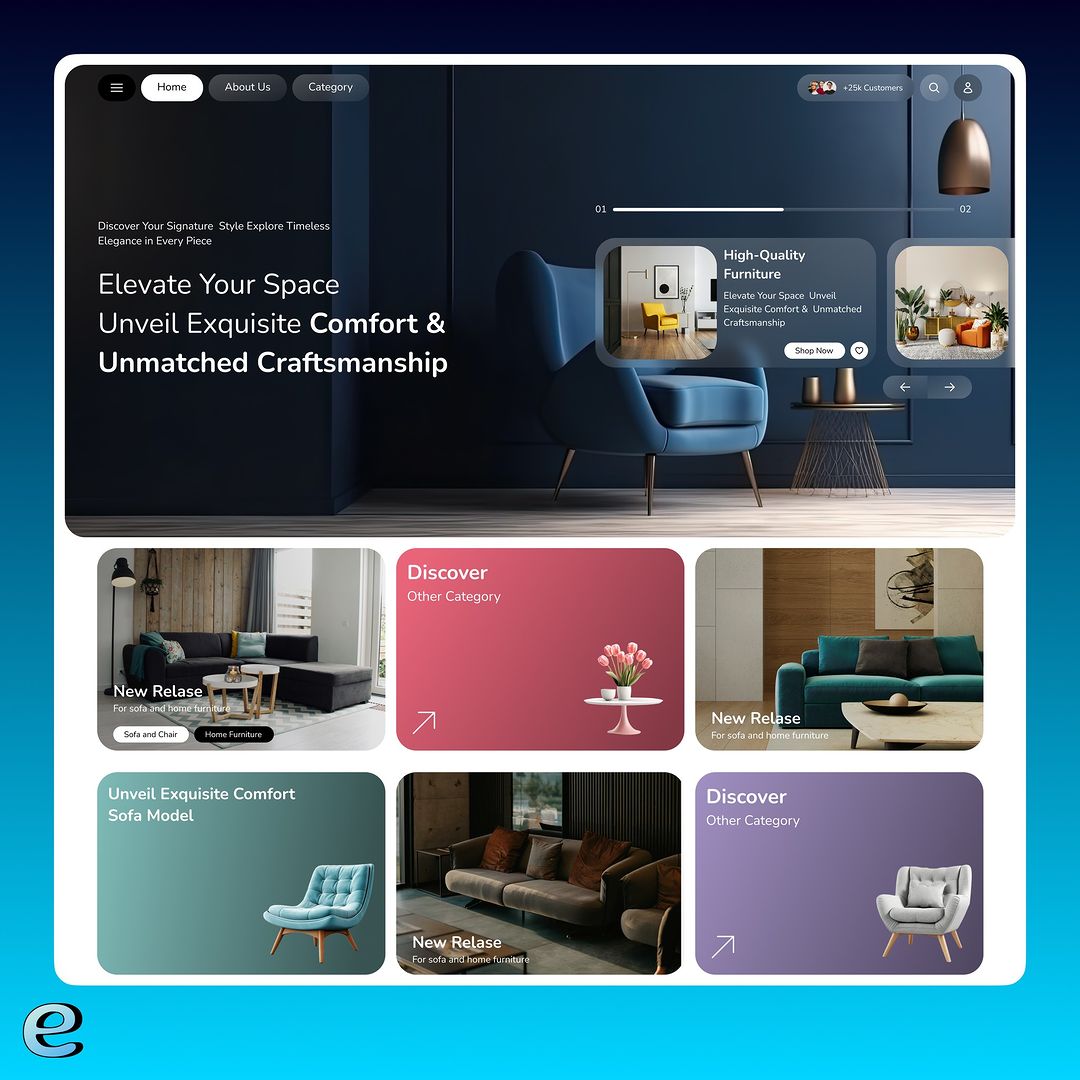 Home
About Us
Category
+25k Customers
Discover Your Signature Style Explore Timeless
Elegance in Every Piece
Elevate Your Space
Unveil Exquisite Comfort &
Unmatched Craftsmanship
01
02
High-Quality
Furniture
Elevate Your Space Unveil
Exquisite Comfort & Unmatched
Craftsmanship
Shop Now
New Relase
For sofa and home furniture
Sofa and Chair
Home Furniture
Discover
Other Category
New Relase
For sofa and home furniture
Unveil Exquisite Comfort
Sofa Model
New Relase
For sofa and home furniture
Discover
Other Category
e